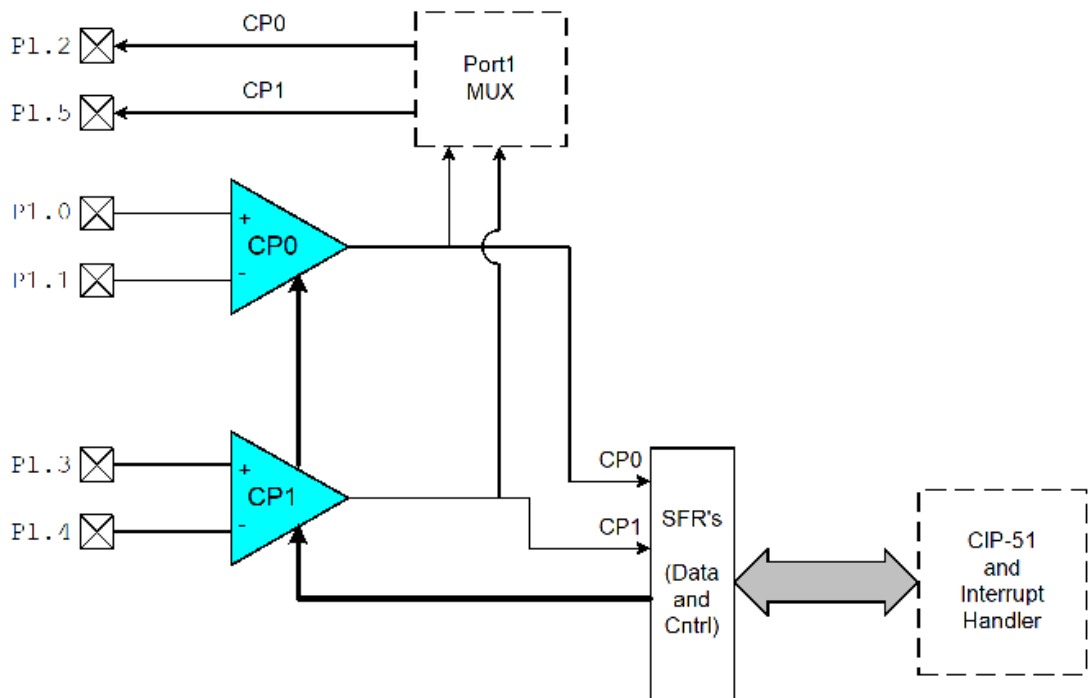 P1.2
CP0
P1.5
CP1
Port1
MUX
P1.0
+
CP0
P1.1
-
P1.3
+
CP1
P1.4
-
CP0
CP1
SFR's
(Data
and
Cntrl)
CIP-51
and
Interrupt
Handler